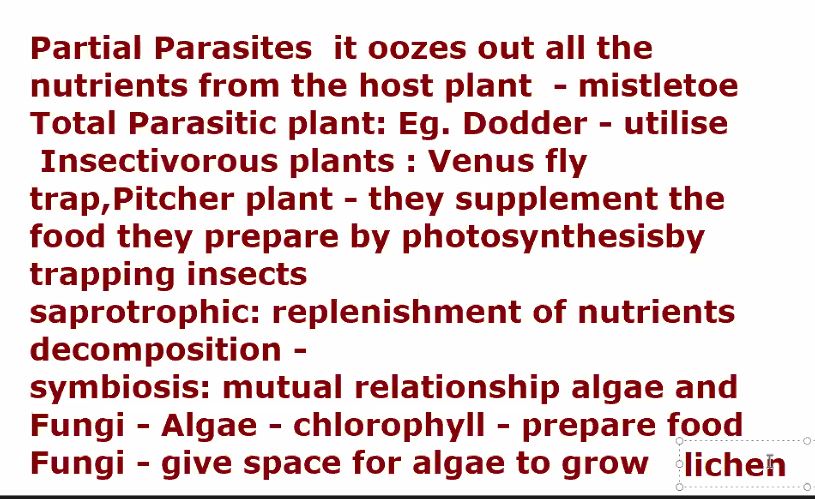 Partial Parasites  it oozes out all the
nutrients from the host plant  - mistletoe
Total Parasitic plant: Eg. Dodder - utilise
Insectivorous plants : Venus fly
trap,Pitcher plant - they supplement the
food they prepare by photosynthesisby
trapping insects
saprotrophic: replenishment of nutrients
decomposition -
symbiosis: mutual relationship algae and
Fungi - Algae - chlorophyll - prepare food
Fungi - give space for algae to grow  lichen